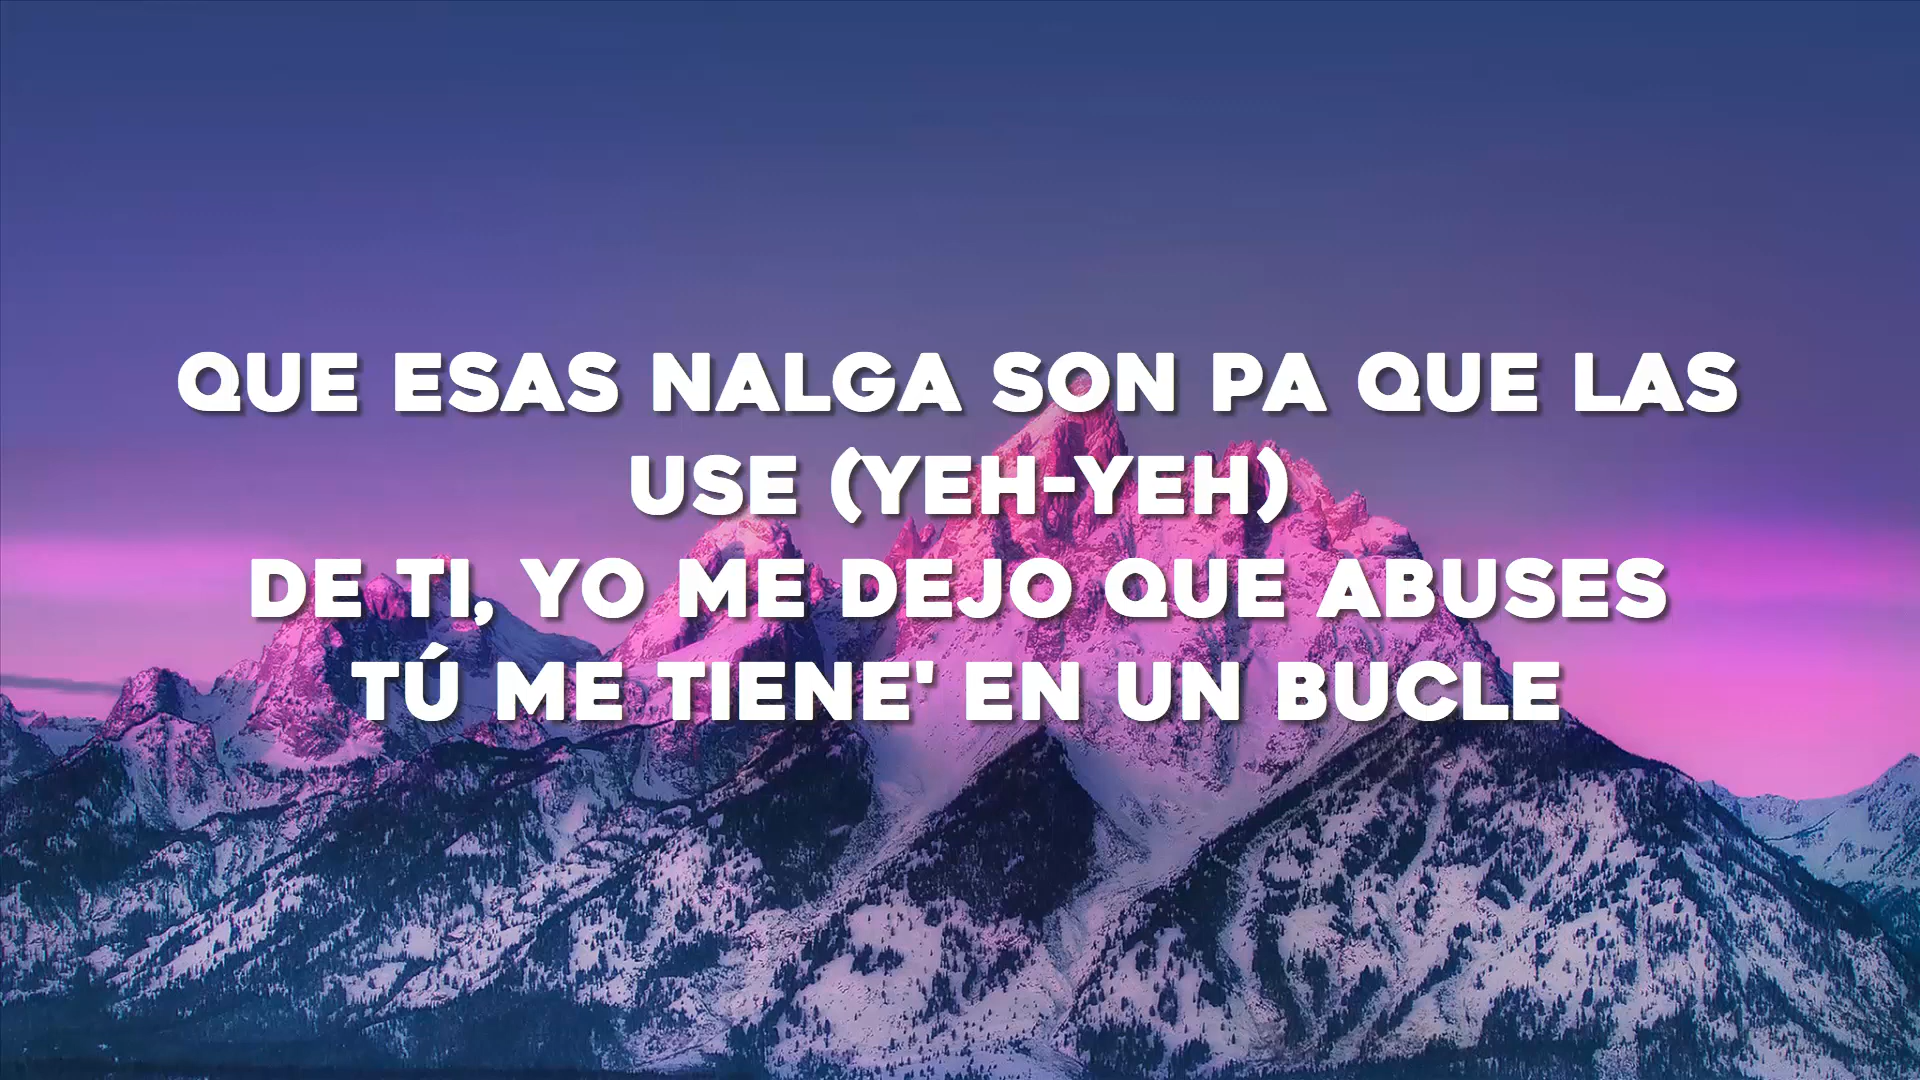 QUE ESAS NALGA SON PA QUE LAS
USE (YEH-YEH)
DE TI, YO ME DEJO QUE ABUSES
TÚ ME TIENE' EN UN BUCLE